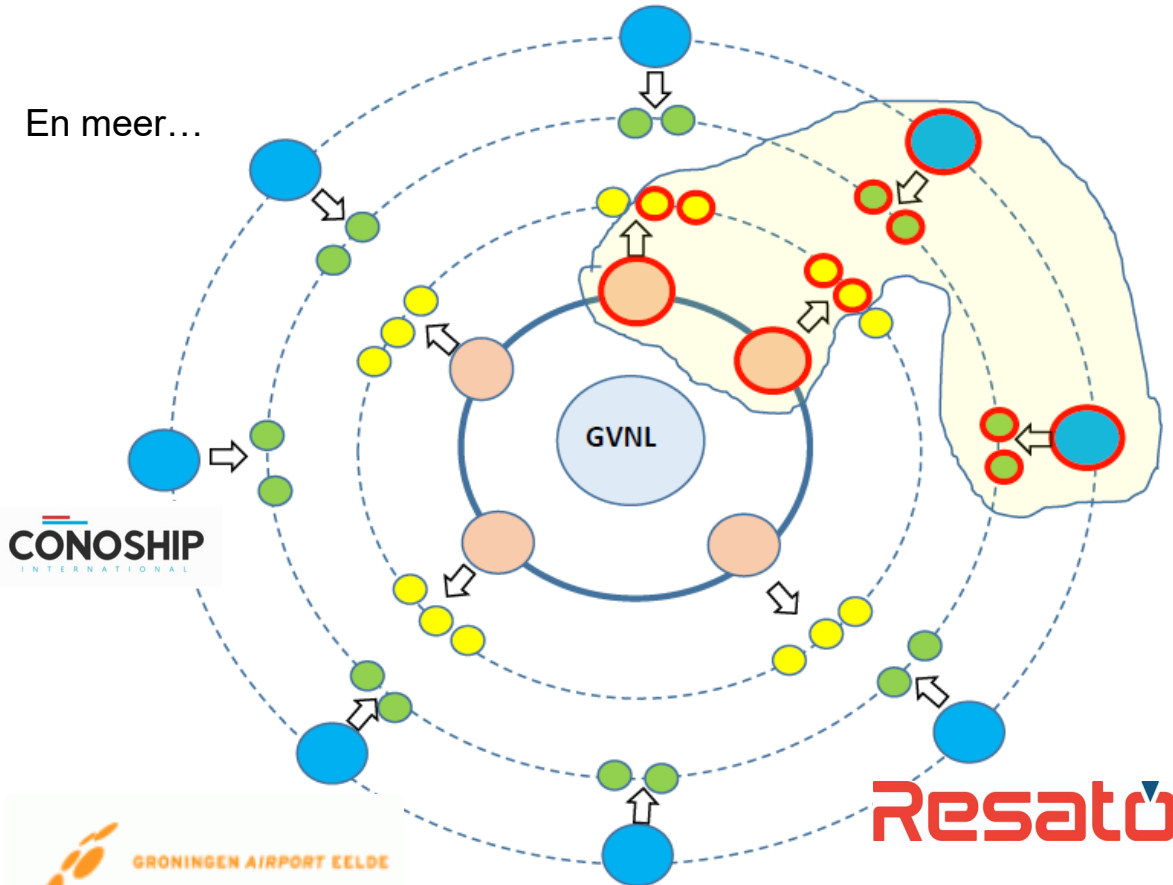 En meer…
GVNL
CONOSHIP
INTERNATIONAL
GRONINGEN AIRPORT EELDE
Resato